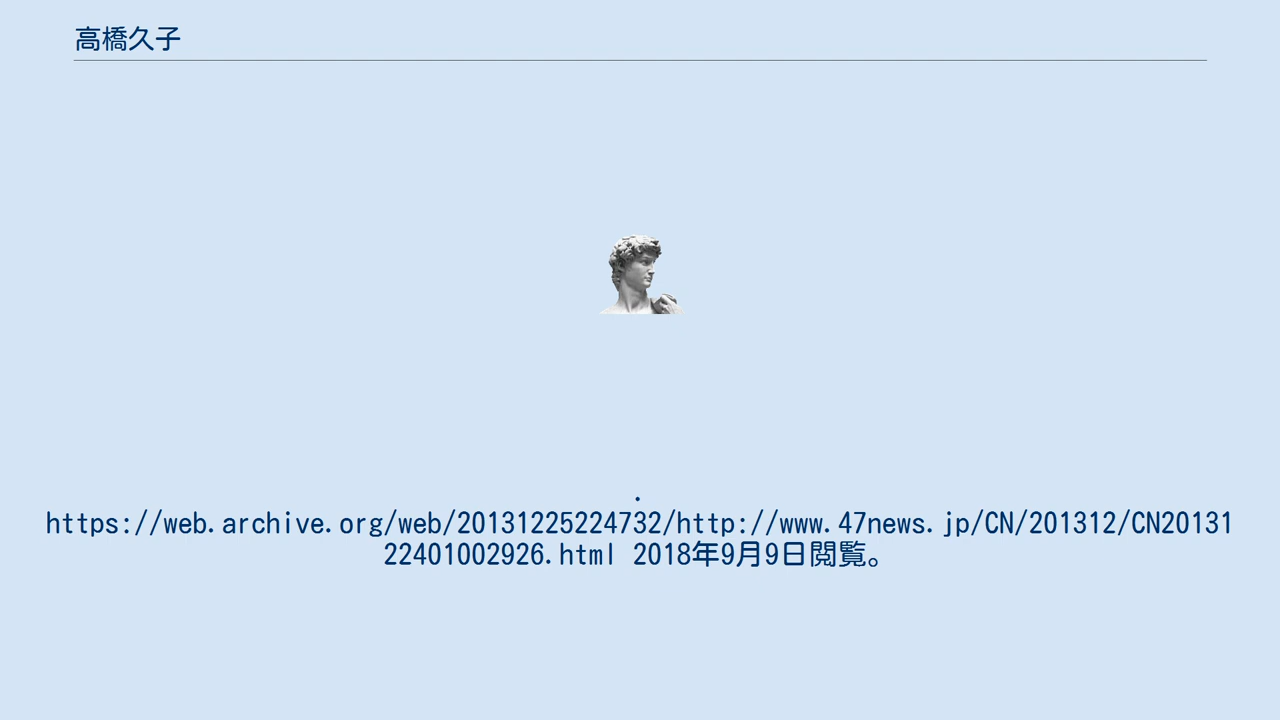 高橋久子
.
https://web.archive.org/web/20131225224732/http://www.47news.jp/CN/201312/CN20131
22401002926.html 2018年9月9日閲覧。